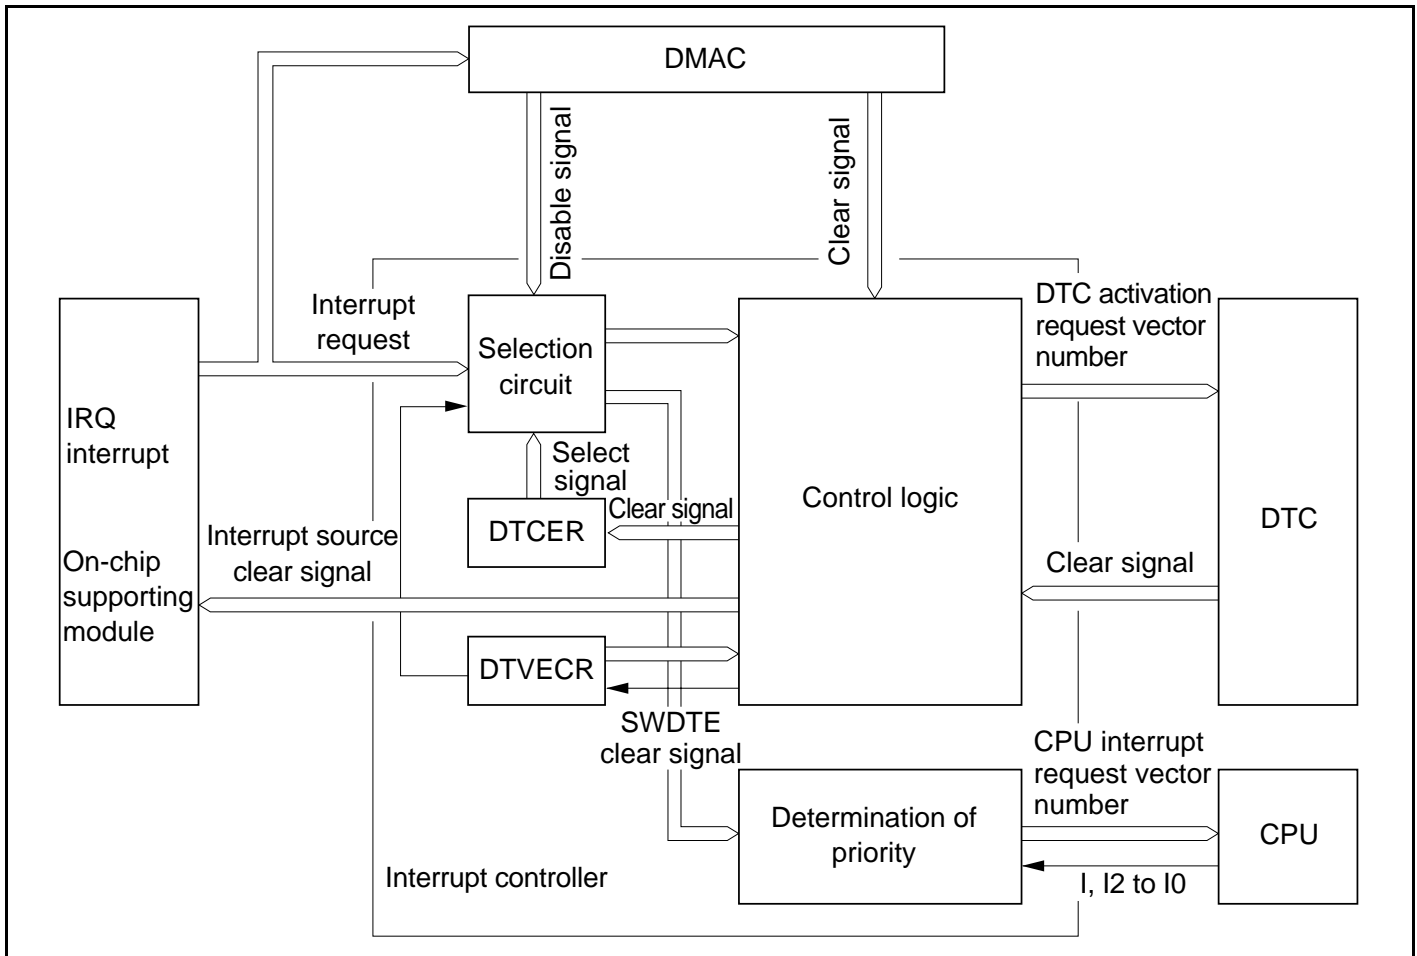 DMAC
Disable signal
Clear signal
Interrupt
request
Selection
circuit
DTC activation
request vector
number
IRQ
interrupt
On-chip
supporting
module
Select
signal
Clear signal
DTCER
Control logic
DTC
Interrupt source
clear signal
Clear signal
DTVECR
SWDTE
clear signal
CPU interrupt
request vector
number
Determination of
priority
CPU
I, I2 to I0
Interrupt controller